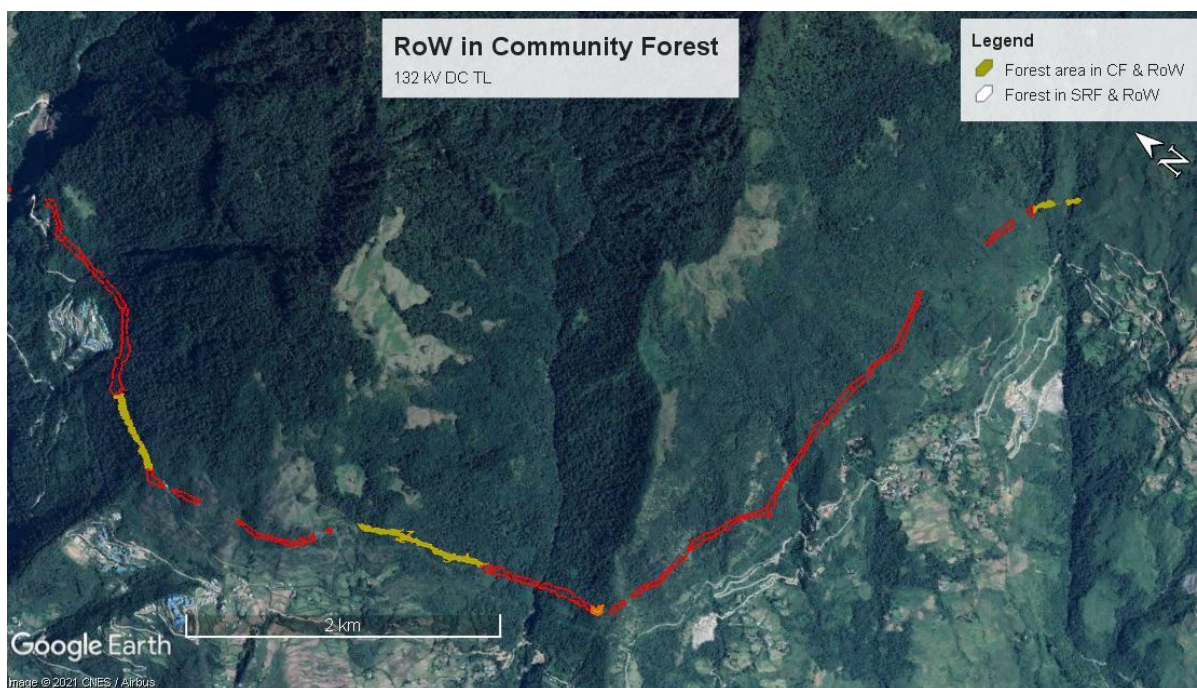 RoW in Community Forest
132 kV DC TL
Legend
Forest area in CF & RoW
Forest in SRF & RoW
N
2 km
Google Earth
Image © 2021 CNES / Airbus